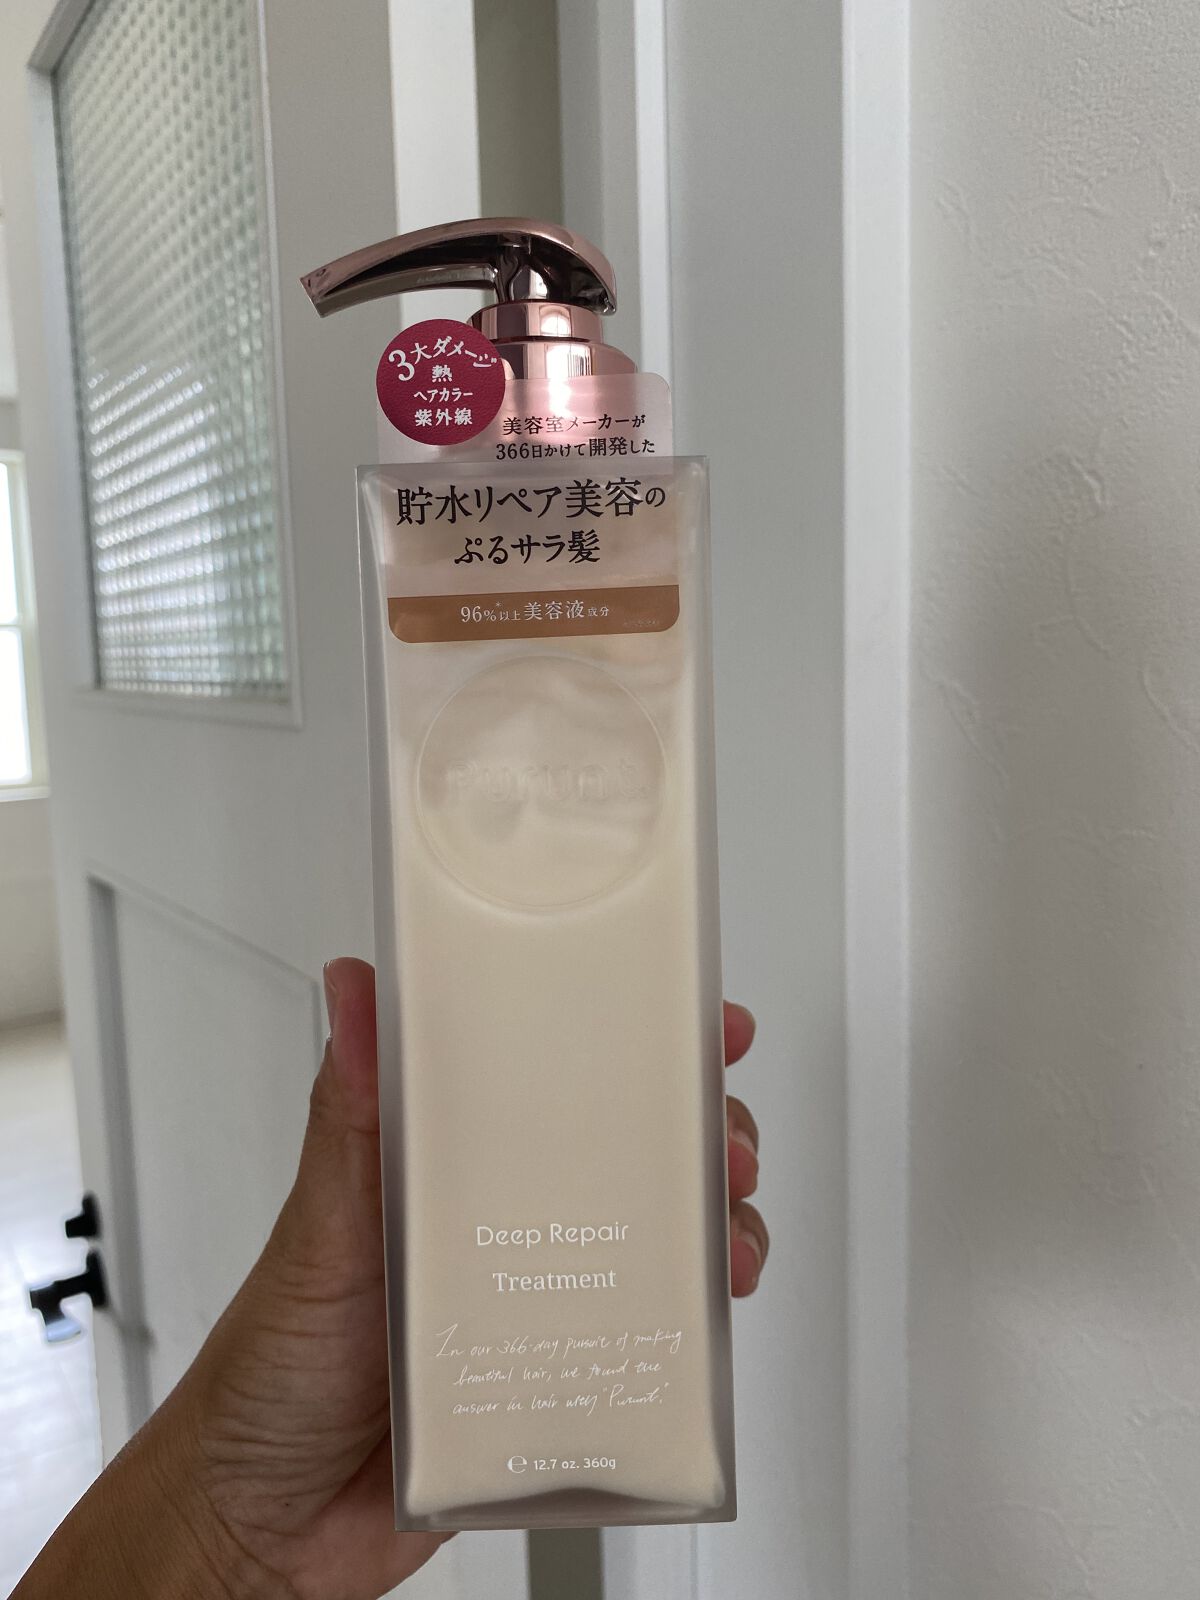 3大ダメージ
熱
ヘアカラー
紫外線
美容室メーカーが
366日かけて開発した
貯水リペア美容の
ぷるサラ髪
96%*以上美容液成分
Purunt
Deep Repair
Treatment
In our 366-day pursuit of making
beautiful hair, we found the
answer in hair with "Purunt."
℮ 12.7 oz. 360g